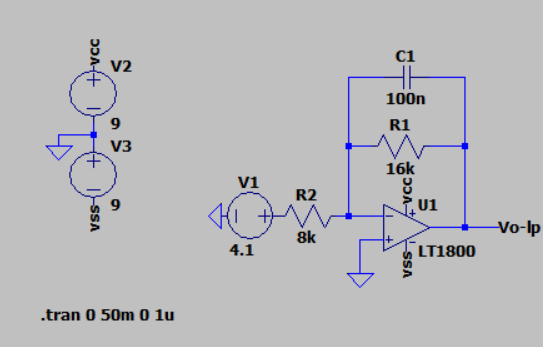 vcc
V2
9
V3
vss
9
C1
100n
R1
16k
V1
4.1
R2
8k
vcc
U1
LT1800
vss
Vo-lp
.tran 0 50m 0 1u